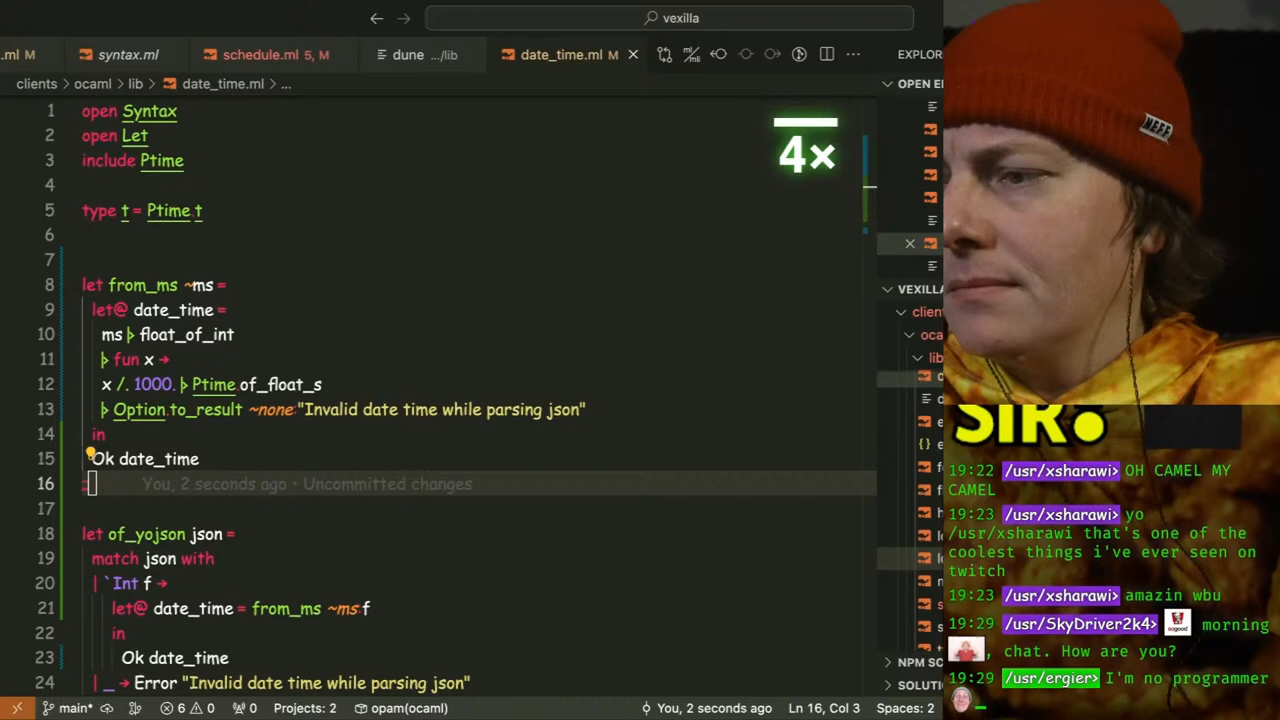 vexilla
.ml M
syntax.ml
schedule.ml 5, M
dune .../lib
date_time.ml M
EXPLOR
clients > ocaml > lib > date_time.ml > ...
OPEN E
1 open Syntax
2 open Let
3 include Ptime
4
5 type t = Ptime.t
6
7
8 let from_ms ~ms =
9 let@ date_time =
10 ms |> float_of_int
11 |> fun x ->
12 x /. 1000. |> Ptime.of_float_s
13 |> Option.to_result ~none:"Invalid date time while parsing json"
14 in
15 Ok date_time
16 You, 2 seconds ago • Uncommitted changes
17
18 let of_yojson json =
19 match json with
20 | `Int f ->
21 let@ date_time = from_ms ~ms:f
22 in
23 Ok date_time
24 | _ -> Error "Invalid date time while parsing json"
4×
VEXILLA
client
oca
lib
NPM SC
SOLUTIO
main*
6 0
0
Projects: 2
opam(ocaml)
You, 2 seconds ago
Ln 16, Col 3
Spaces: 2
NEFF
SIR?
19:22 /usr/xsharawi> OH CAMEL MY
CAMEL
19:23 /usr/xsharawi> yo
/usr/xsharawi that's one of the
coolest things i've ever seen on
twitch
19:23 /usr/xsharawi> amazin wbu
19:29 /usr/SkyDriver2k4> morning
, chat. How are you?
19:29 /usr/ergier> I'm no programmer